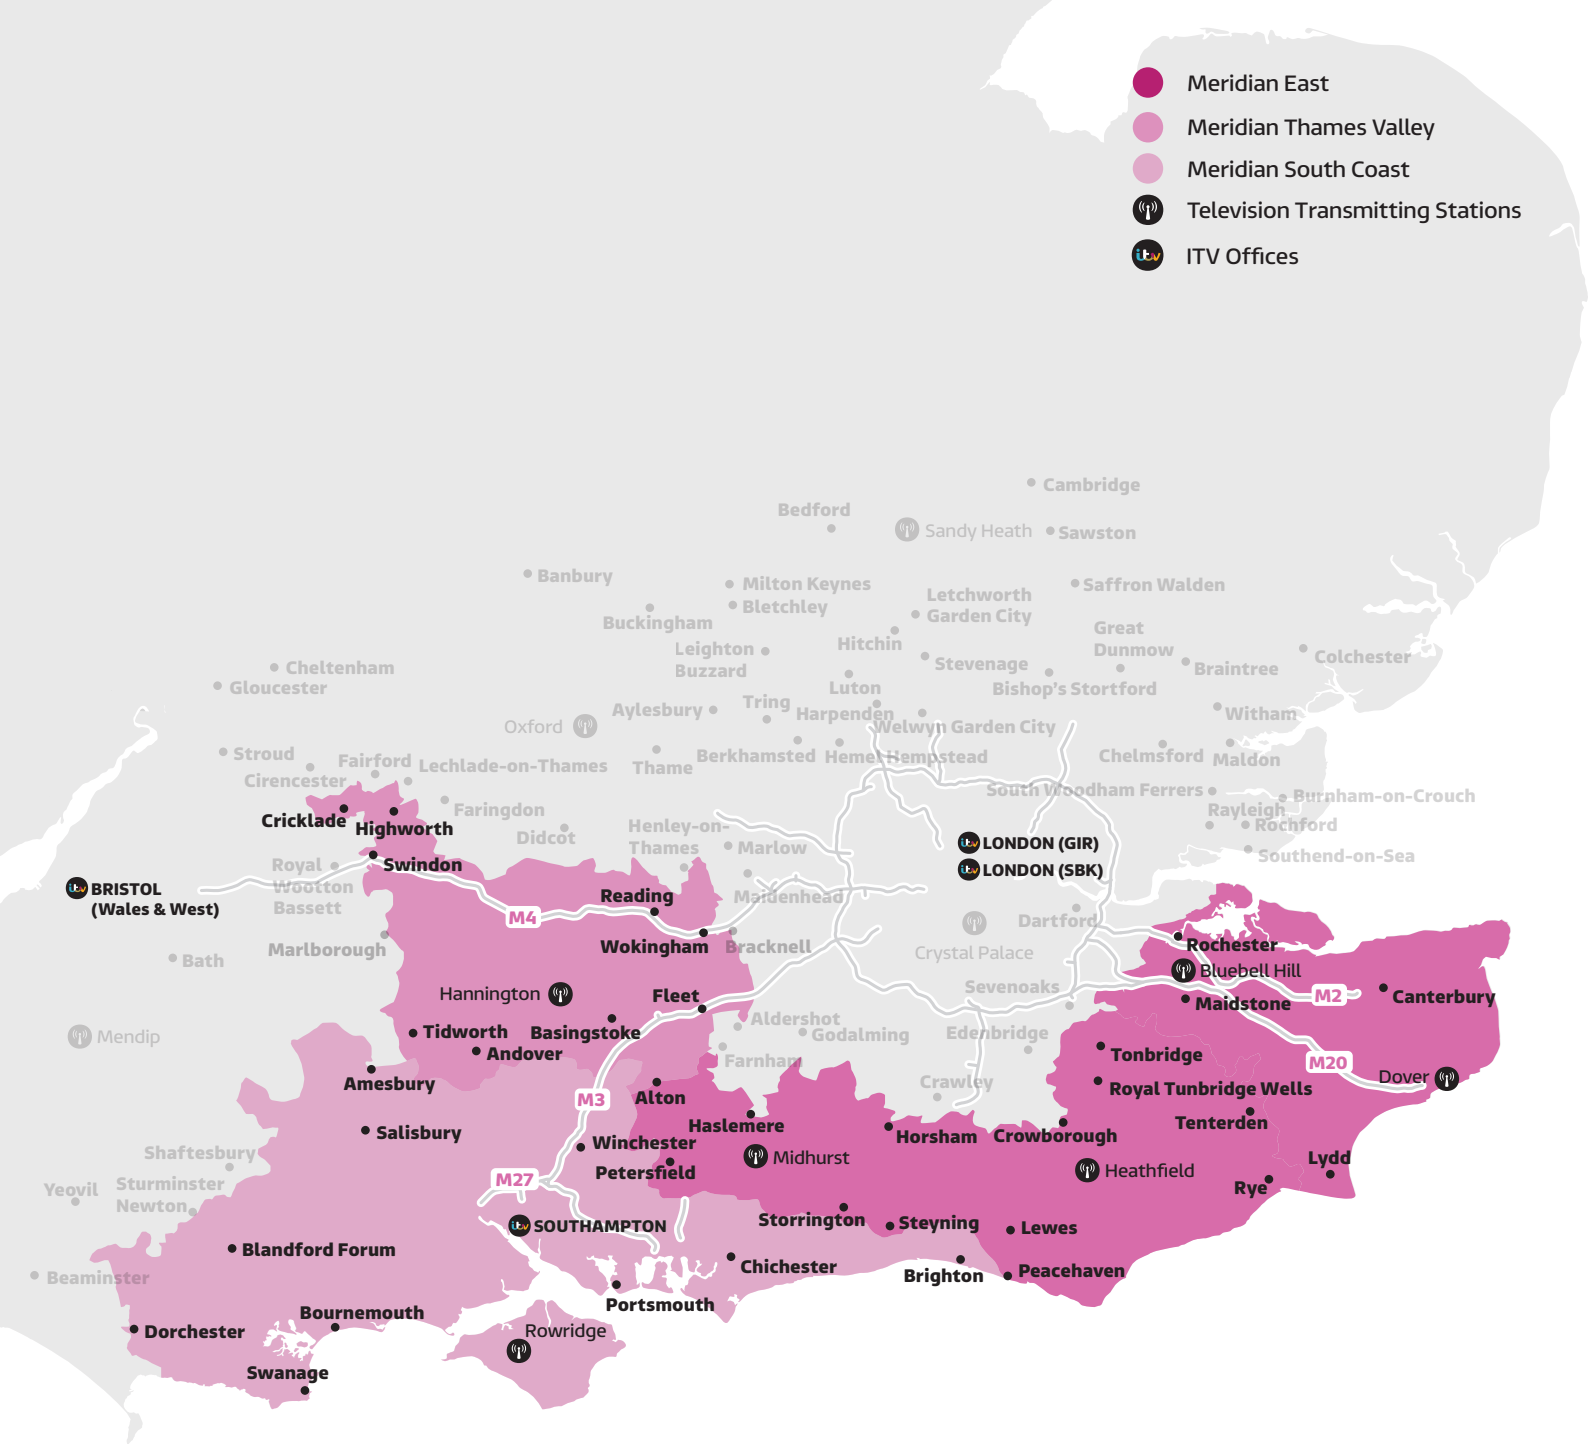 Meridian East
Meridian Thames Valley
Meridian South Coast
Television Transmitting Stations
itv
ITV Offices
Cambridge
Bedford
Sandy Heath
Sawston
Banbury
Milton Keynes
Saffron Walden
Bletchley
Letchworth
Garden City
Buckingham
Great
Dunmow
Hitchin
Leighton
Buzzard
Stevenage
Braintree
Colchester
Cheltenham
Gloucester
Luton
Bishop's Stortford
Tring
Aylesbury
Harpenden
Witham
Oxford
Welwyn Garden City
Stroud
Fairford
Lechlade-on-Thames
Thame
Berkhamsted
Hemel Hempstead
Chelmsford
Maldon
Cirencester
South Woodham Ferrers
Burnham-on-Crouch
Faringdon
Rayleigh
Rochford
Cricklade
Highworth
Didcot
Henley-on-
Thames
Marlow
itv LONDON (GIR)
Southend-on-Sea
Royal
Wootton
Bassett
Swindon
itv LONDON (SBK)
itv BRISTOL
(Wales & West)
Reading
Maidenhead
M4
Dartford
Marlborough
Wokingham
Bracknell
Crystal Palace
Rochester
Bath
Bluebell Hill
Hannington
Fleet
Sevenoaks
M2
Canterbury
Maidstone
Mendip
Tidworth
Basingstoke
Aldershot
Godalming
Edenbridge
Andover
Farnham
Tonbridge
M20
Dover
Amesbury
Alton
Crawley
Royal Tunbridge Wells
M3
Haslemere
Tenterden
Salisbury
Winchester
Horsham
Crowborough
Shaftesbury
Petersfield
Midhurst
Heathfield
Lydd
Yeovil
Sturminster
Newton
M27
Rye
itv SOUTHAMPTON
Storrington
Steyning
Lewes
Blandford Forum
Beaminster
Chichester
Brighton
Peacehaven
Bournemouth
Portsmouth
Dorchester
Rowridge
Swanage